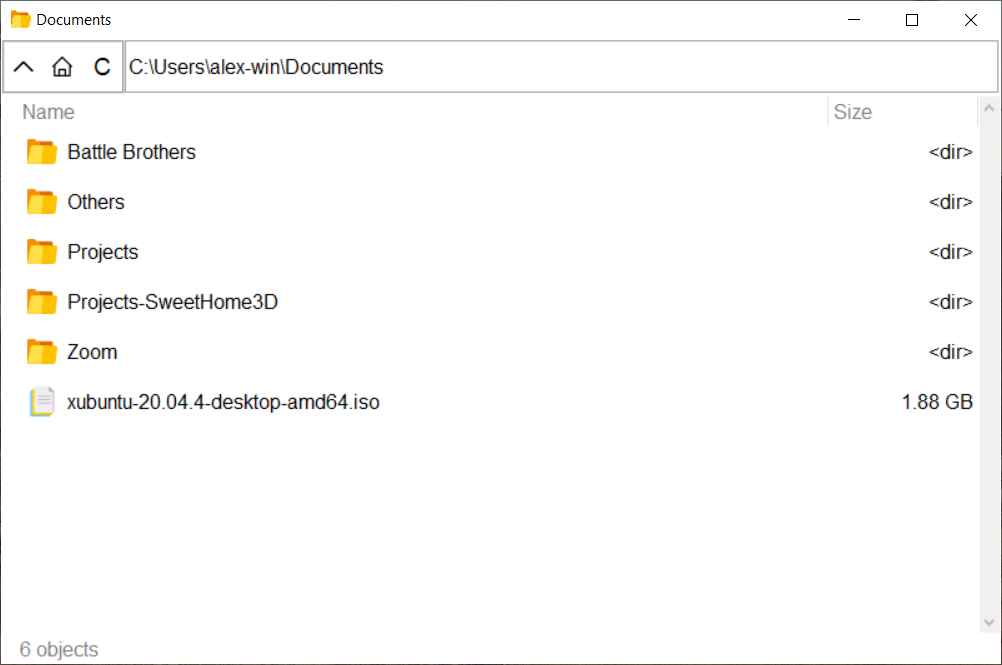 Documents
C C:\Users\alex-win\Documents
Name Size
Battle Brothers <dir>
Others <dir>
Projects <dir>
Projects-SweetHome3D <dir>
Zoom <dir>
xubuntu-20.04.4-desktop-amd64.iso 1.88 GB
6 objects